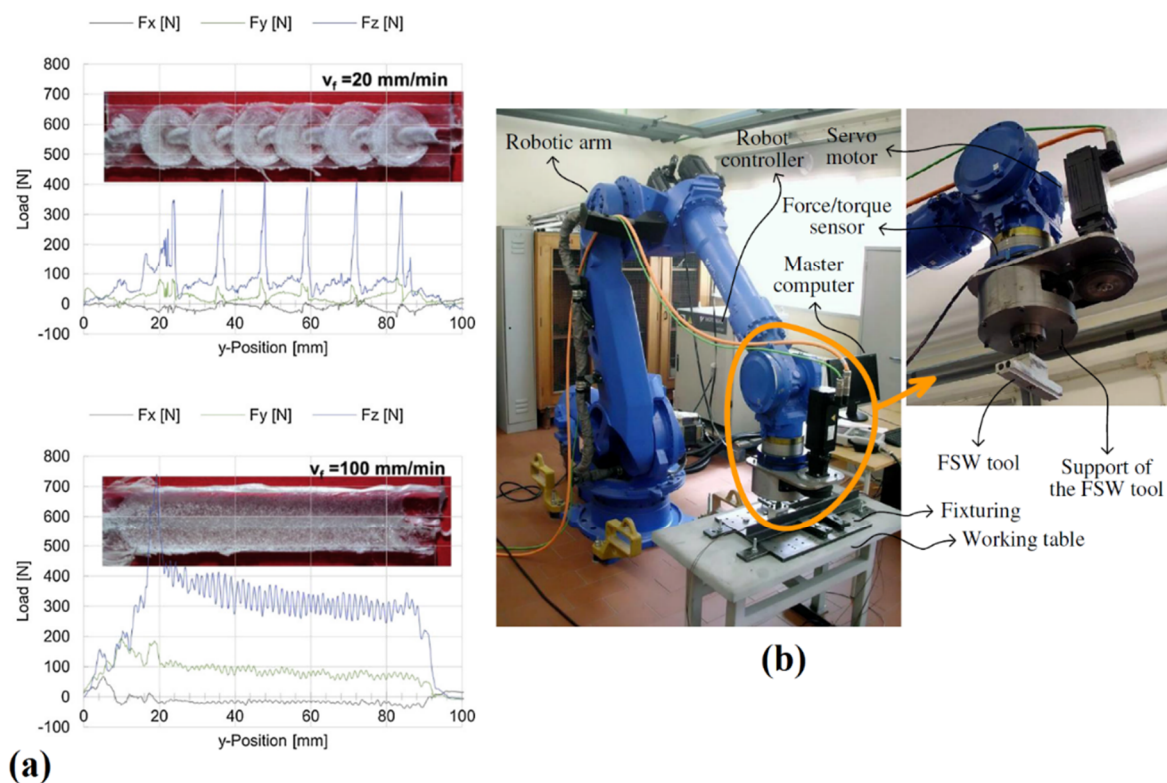 Fx [N] Fy [N] Fz [N]
800
700
600
500
400
300
200
100
0
-100
Load [N]
v_f =20 mm/min
0 20 40 60 80 100
y-Position [mm]
Fx [N] Fy [N] Fz [N]
800
700
600
500
400
300
200
100
0
-100
Load [N]
v_f =100 mm/min
0 20 40 60 80 100
y-Position [mm]
(a)
Robotic arm
Robot
controller
Servo
motor
Force/torque
sensor
Master
computer
FSW tool
Support of
the FSW tool
Fixturing
Working table
(b)